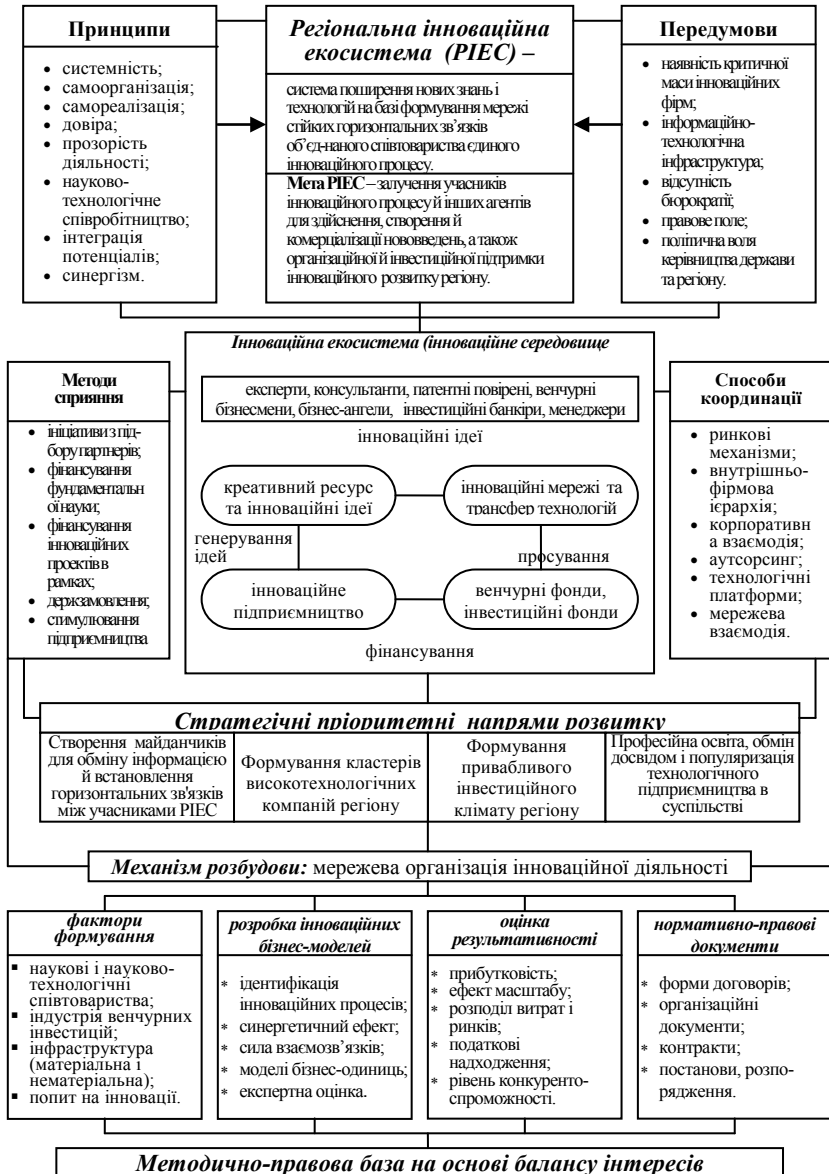 Принципи
• системність;
• самоорганізація;
• самореалізація;
• довіра;
• прозорість
діяльності;
• науково-
технологічне
співробітництво;
• інтеграція
потенціалів;
• синергізм.
Регіональна інноваційна
екосистема (РІЕС) –
система поширення нових знань і
технологій на базі формування мережі
стійких горизонтальних зв'язків
об'єд-наного співтовариства єдиного
інноваційного процесу.
Мета РІЕС – залучення учасників
інноваційного процесу й інших агентів
для здійснення, створення й
комерціалізації нововведень, а також
організаційної й інвестиційної підтримки
інноваційного розвитку регіону.
Передумови
• наявність критичної
маси інноваційних
фірм;
• інформаційно-
технологічна
інфраструктура;
• відсутність
бюрократії;
• правове поле;
• політична воля
керівництва держави
та регіону.
Методи
сприяння
• ініціативи з під-
бору партнерів;
• фінансування
фундаментальн
ої науки;
• фінансування
інноваційних
проектів в
рамках;
• держзамовлення;
• стимулювання
підприємництва
Інноваційна екосистема (інноваційне середовище
експерти, консультанти, патентні повірені, венчурні
бізнесмени, бізнес-ангели, інвестиційні банкіри, менеджери
інноваційні ідеї
креативний ресурс
та інноваційні ідеї
інноваційні мережі та
трансфер технологій
генерування
ідей
просування
інноваційне
підприємництво
венчурні фонди,
інвестиційні фонди
фінансування
Способи
координації
• ринкові
механізми;
• внутрішньо-
фірмова
ієрархія;
• корпоративн
а взаємодія;
• аутсорсинг;
• технологічні
платформи;
• мережева
взаємодія.
Стратегічні пріоритетні напрями розвитку
Створення майданчиків
для обміну інформацією
й встановлення
горизонтальних зв'язків
між учасниками РІЕС
Формування кластерів
високотехнологічних
компаній регіону
Формування
привабливого
інвестиційного
клімату регіону
Професійна освіта, обмін
досвідом і популяризація
технологічного
підприємництва в
суспільстві
Механізм розбудови: мережева організація інноваційної діяльності
фактори
формування
▪ наукові і науково-
технологічні
співтовариства;
▪ індустрія венчурних
інвестицій;
▪ інфраструктура
(матеріальна і
нематеріальна);
▪ попит на інновації.
розробка інноваційних
бізнес-моделей
* ідентифікація
інноваційних процесів;
* синергетичний ефект;
* сила взаємозв'язків;
* моделі бізнес-одиниць;
* експертна оцінка.
оцінка
результативності
* прибутковість;
* ефект масштабу;
* розподіл витрат і
ринків;
* податкові
надходження;
* рівень конкуренто-
спроможності.
нормативно-правові
документи
* форми договорів;
* організаційні
документи;
* контракти;
* постанови, розпо-
рядження.
Методично-правова база на основі балансу інтересів